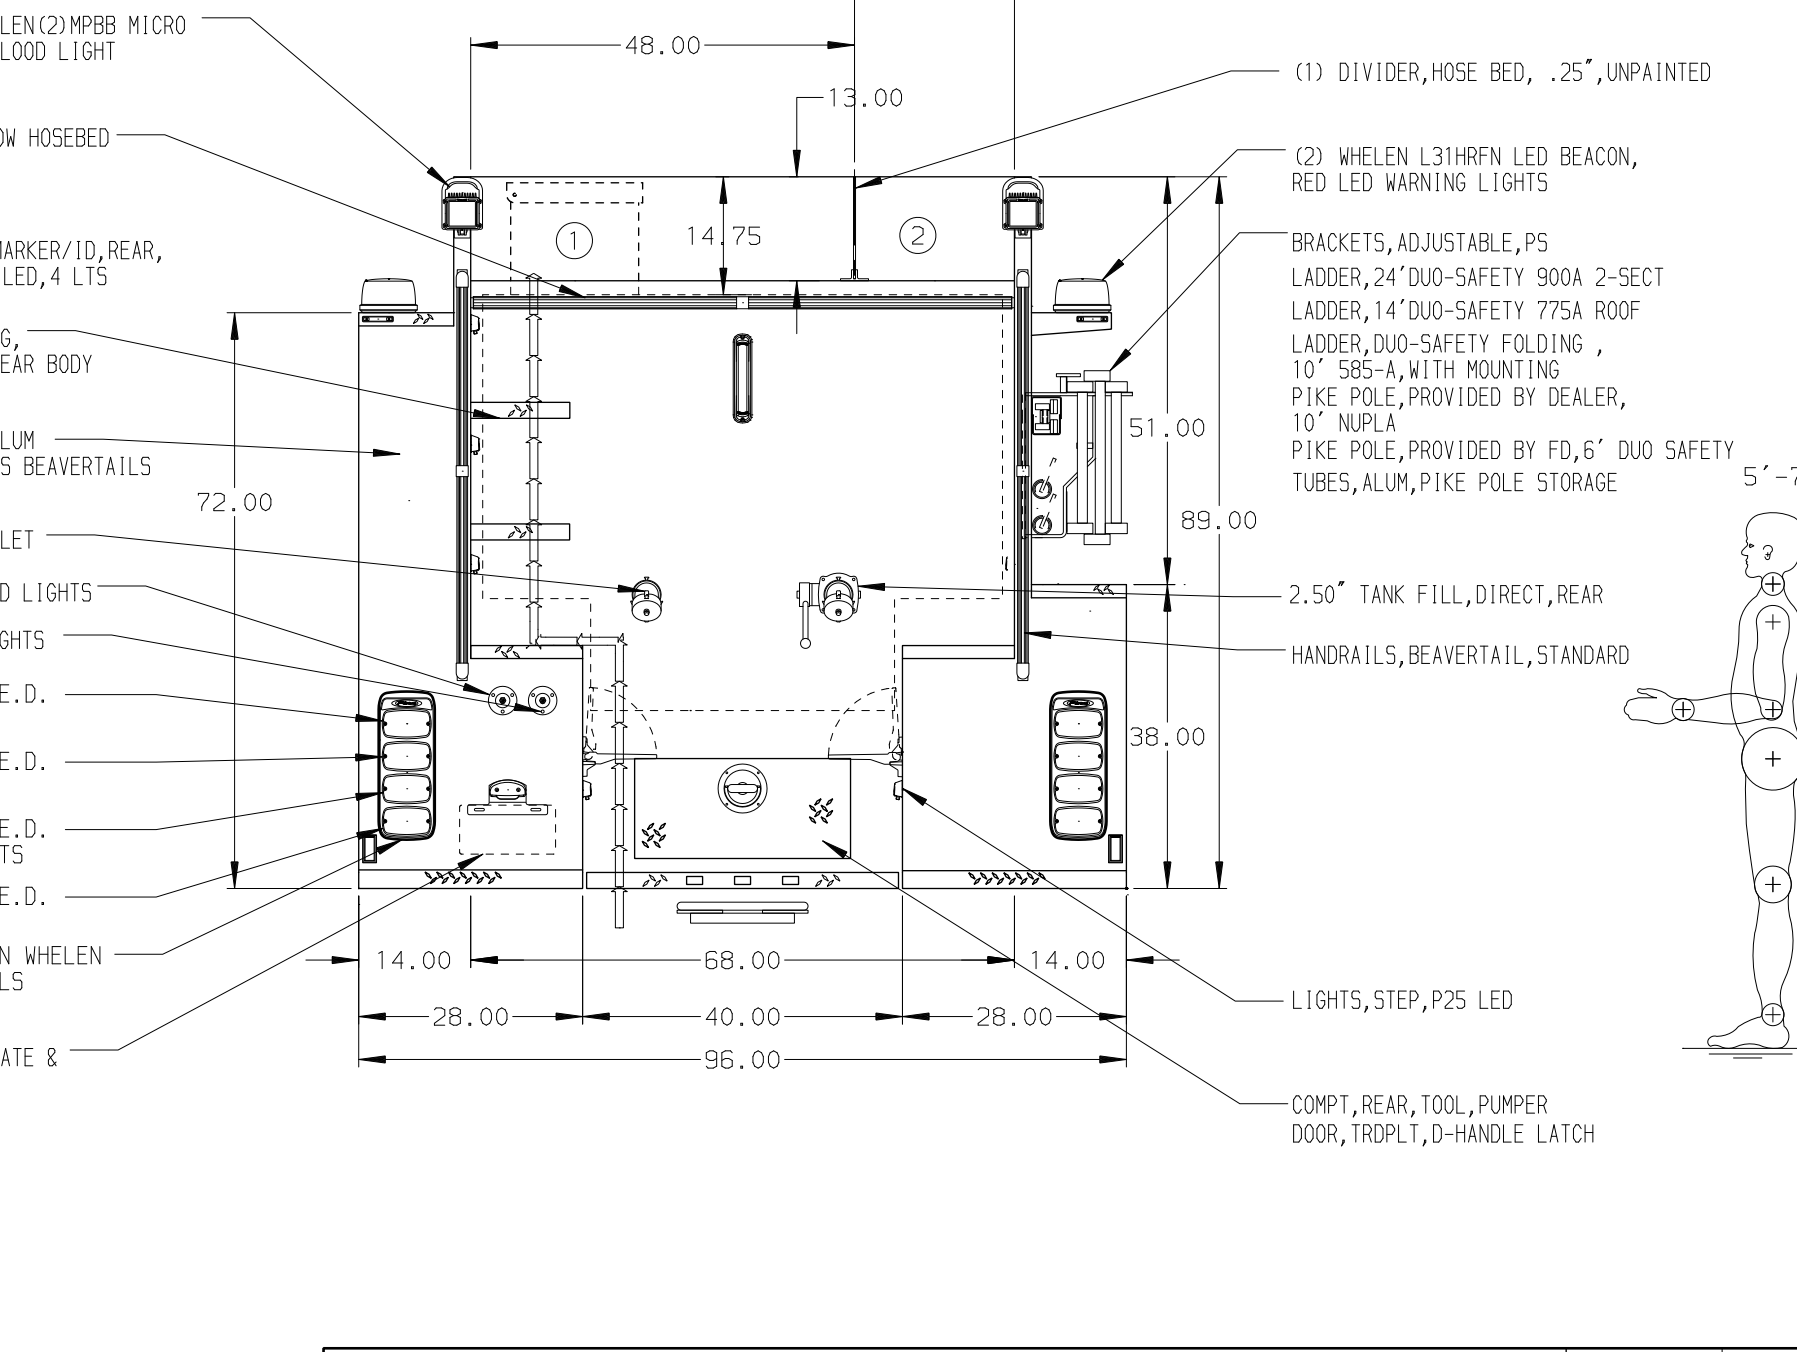 LEN(2)MPBB MICRO
LOOD LIGHT
OW HOSEBED
MARKER/ID,REAR,
LED,4 LTS
G,
EAR BODY
LUM
S BEAVERTAILS
LET
D LIGHTS
GHTS
E.D.
E.D.
E.D.
TS
E.D.
N WHELEN
LS
ATE &
48.00
13.00
14.75
1
2
72.00
51.00
89.00
38.00
14.00
68.00
14.00
28.00
40.00
28.00
96.00
(1) DIVIDER,HOSE BED, .25",UNPAINTED
(2) WHELEN L31HRFN LED BEACON,
RED LED WARNING LIGHTS
BRACKETS,ADJUSTABLE,PS
LADDER,24'DUO-SAFETY 900A 2-SECT
LADDER,14'DUO-SAFETY 775A ROOF
LADDER,DUO-SAFETY FOLDING ,
10' 585-A,WITH MOUNTING
PIKE POLE,PROVIDED BY DEALER,
10' NUPLA
PIKE POLE,PROVIDED BY FD,6' DUO SAFETY
TUBES,ALUM,PIKE POLE STORAGE
5'-7
2.50" TANK FILL,DIRECT,REAR
HANDRAILS,BEAVERTAIL,STANDARD
LIGHTS,STEP,P25 LED
COMPT,REAR,TOOL,PUMPER
DOOR,TRDPLT,D-HANDLE LATCH